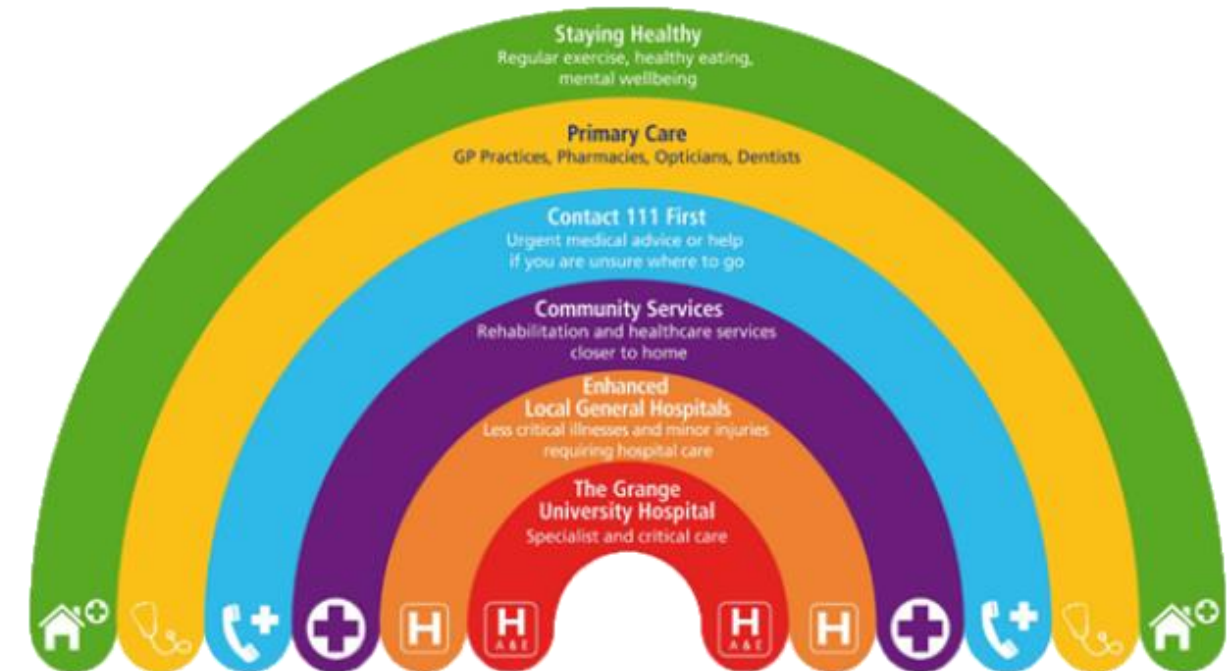 Staying Healthy
Regular exercise, healthy eating,
mental wellbeing
Primary Care
GP Practices, Pharmacies, Opticians, Dentists
Contact 111 First
Urgent medical advice or help
if you are unsure where to go
Community Services
Rehabilitation and healthcare services
closer to home
Enhanced
Local General Hospitals
Less critical illnesses and minor injuries
requiring hospital care
The Grange
University Hospital
Specialist and critical care
H
H
A & E
H
A & E
H